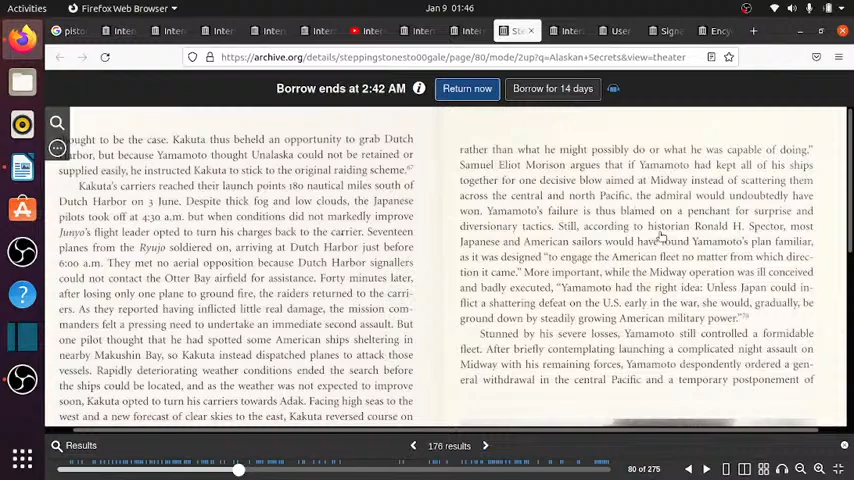 Activities
Firefox Web Browser
Jan 9 01:46
pisto
Inter
Inter
Inter
Inter
Inter
Inter
Inter
Ste
Inter
User
Sign
Ency
https://archive.org/details/steppingstonesto00gale/page/80/mode/2up?q=Alaskan+Secrets&view=theater
Borrow ends at 2:42 AM
Return now
Borrow for 14 days
ought to be the case. Kakuta thus beheld an opportunity to grab Dutch
arbor, but because Yamamoto thought Unalaska could not be retained or
supplied easily, he instructed Kakuta to stick to the original raiding scheme.67
Kakuta's carriers reached their launch points 180 nautical miles south of
Dutch Harbor on 3 June. Despite thick fog and low clouds, the Japanese
pilots took off at 4:30 a.m. but when conditions did not markedly improve
Junyo's flight leader opted to turn his charges back to the carrier. Seventeen
planes from the Ryujo soldiered on, arriving at Dutch Harbor just before
6:00 a.m. They met no aerial opposition because Dutch Harbor signallers
could not contact the Otter Bay airfield for assistance. Forty minutes later,
after losing only one plane to ground fire, the raiders returned to the carri-
ers. As they reported having inflicted little real damage, the mission com-
manders felt a pressing need to undertake an immediate second assault. But
one pilot thought that he had spotted some American ships sheltering in
nearby Makushin Bay, so Kakuta instead dispatched planes to attack those
vessels. Rapidly deteriorating weather conditions ended the search before
the ships could be located, and as the weather was not expected to improve
soon, Kakuta opted to turn his carriers towards Adak. Facing high seas to the
west and a new forecast of clear skies to the east, Kakuta reversed course on
rather than what he might possibly do or what he was capable of doing."
Samuel Eliot Morison argues that if Yamamoto had kept all of his ships
together for one decisive blow aimed at Midway instead of scattering them
across the central and north Pacific, the admiral would undoubtedly have
won. Yamamoto's failure is thus blamed on a penchant for surprise and
diversionary tactics. Still, according to historian Ronald H. Spector, most
Japanese and American sailors would have found Yamamoto's plan familiar,
as it was designed "to engage the American fleet no matter from which direc-
tion it came." More important, while the Midway operation was ill conceived
and badly executed, "Yamamoto had the right idea: Unless Japan could in-
flict a shattering defeat on the U.S. early in the war, she would, gradually, be
ground down by steadily growing American military power."70
Stunned by his severe losses, Yamamoto still controlled a formidable
fleet. After briefly contemplating launching a complicated night assault on
Midway with his remaining forces, Yamamoto despondently ordered a gen-
eral withdrawal in the central Pacific and a temporary postponement of
Results
176 results
80 of 275